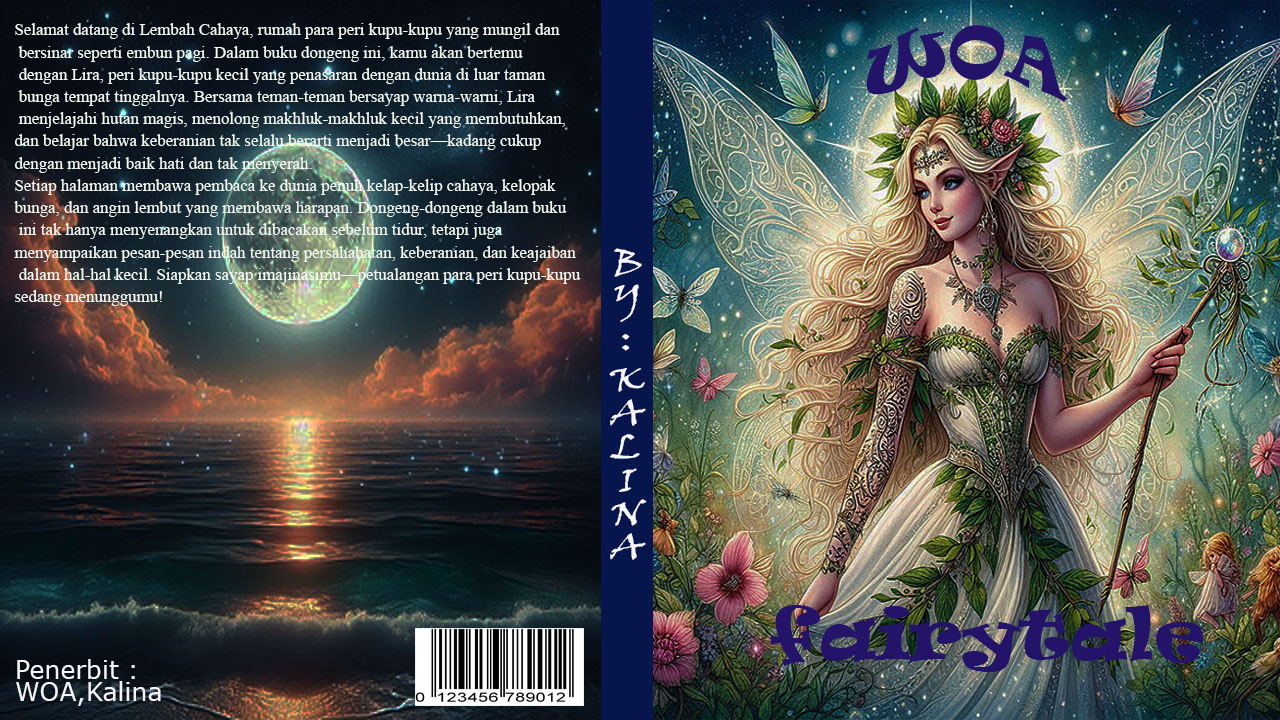 Selamat datang di Lembah Cahaya, rumah para peri kupu-kupu yang mungil dan
bersinar seperti embun pagi. Dalam buku dongeng ini, kamu akan bertemu
dengan Lira, peri kupu-kupu kecil yang penasaran dengan dunia di luar taman
bunga tempat tinggalnya. Bersama teman-teman bersayap warna-warni, Lira
menjelajahi hutan magis, menolong makhluk-makhluk kecil yang membutuhkan,
dan belajar bahwa keberanian tak selalu berarti menjadi besar—kadang cukup
dengan menjadi baik hati dan tak menyerah.
Setiap halaman membawa pembaca ke dunia penuh kelap-kelip cahaya, kelopak
bunga, dan angin lembut yang membawa harapan. Dongeng-dongeng dalam buku
ini tak hanya menyenangkan untuk dibacakan sebelum tidur, tetapi juga
menyampaikan pesan-pesan indah tentang persahabatan, keberanian, dan keajaiban
dalam hal-hal kecil. Siapkan sayap imajinasimu—petualangan para peri kupu-kupu
sedang menunggumu!
Penerbit :
WOA,Kalina
0 123456 789012
BY:KALINA
WOA
fairytale